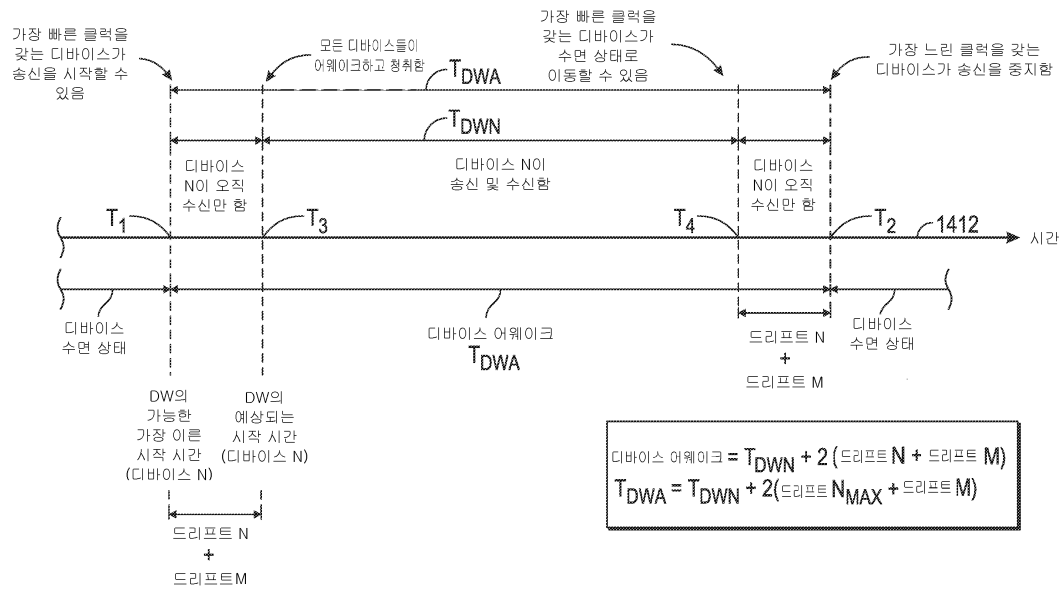 가장 빠른 클럭을
갖는 디바이스가
송신을 시작할 수
있음
모든 디바이스들이
어웨이크하고 청취함
가장 빠른 클럭을
갖는 디바이스가
수면 상태로
이동할 수 있음
가장 느린 클럭을 갖는
디바이스가 송신을 중지함
T_DWA
T_DWN
디바이스
N이 오직
수신만 함
디바이스 N이
송신 및 수신함
디바이스
N이 오직
수신만 함
T₁
T₃
T₄
T₂
1412
시간
디바이스
수면 상태
디바이스 어웨이크
T_DWA
디바이스
수면 상태
드리프트 N
+
드리프트 M
DW의
가능한
가장 이른
시작 시간
(디바이스 N)
DW의
예상되는
시작 시간
(디바이스 N)
드리프트 N
+
드리프트M
디바이스 어웨이크 = T_DWN + 2 (드리프트 N + 드리프트 M)
T_DWA = T_DWN + 2(드리프트 N_MAX + 드리프트 M)